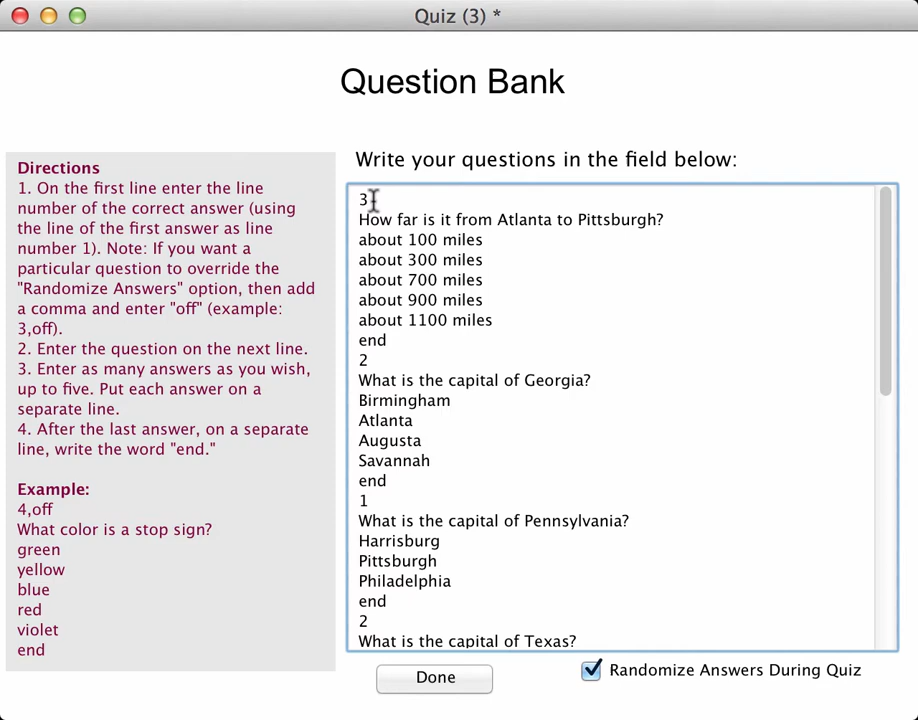 Quiz (3) *
Question Bank
Directions
1. On the first line enter the line
number of the correct answer (using
the line of the first answer as line
number 1). Note: If you want a
particular question to override the
"Randomize Answers" option, then add
a comma and enter "off" (example:
3,off).
2. Enter the question on the next line.
3. Enter as many answers as you wish,
up to five. Put each answer on a
separate line.
4. After the last answer, on a separate
line, write the word "end."
Example:
4,off
What color is a stop sign?
green
yellow
blue
red
violet
end
Write your questions in the field below:
3
How far is it from Atlanta to Pittsburgh?
about 100 miles
about 300 miles
about 700 miles
about 900 miles
about 1100 miles
end
2
What is the capital of Georgia?
Birmingham
Atlanta
Augusta
Savannah
end
1
What is the capital of Pennsylvania?
Harrisburg
Pittsburgh
Philadelphia
end
2
What is the capital of Texas?
Done
Randomize Answers During Quiz